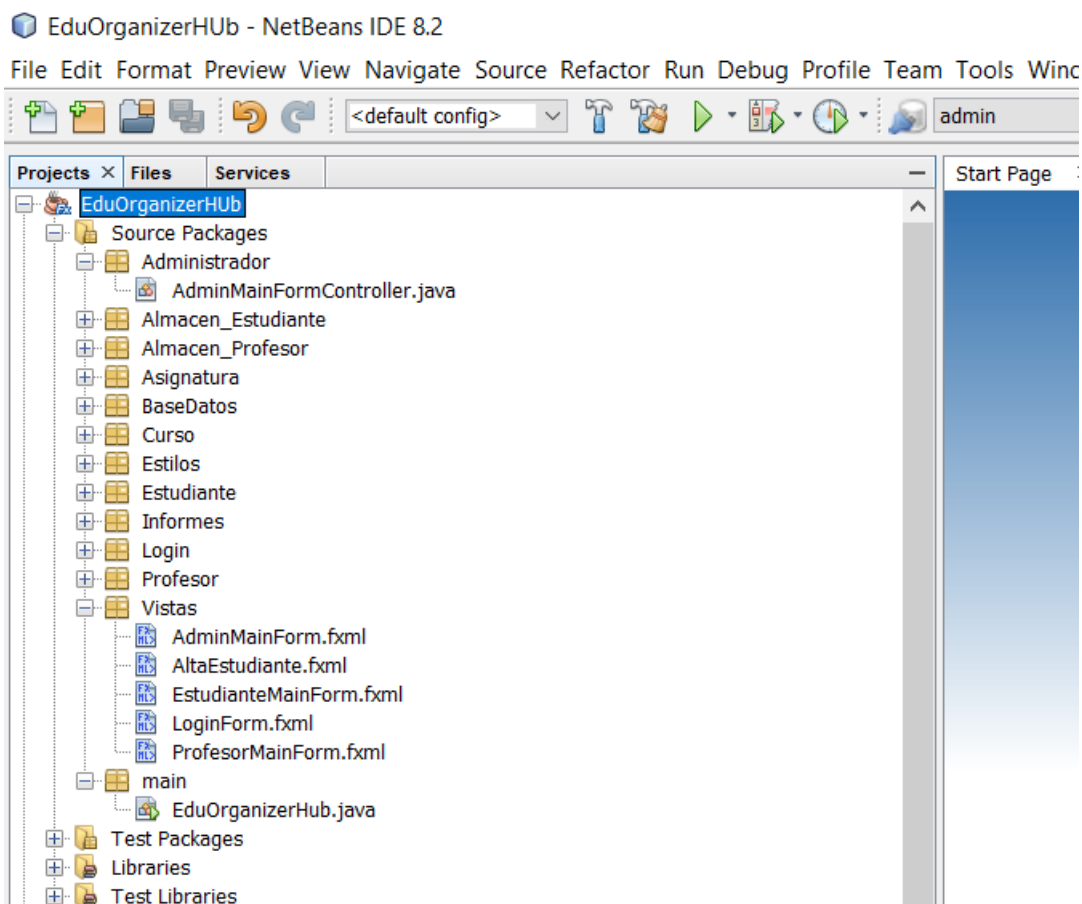 EduOrganizerHUb - NetBeans IDE 8.2
File Edit Format Preview View Navigate Source Refactor Run Debug Profile Team Tools Winc
<default config> admin
Projects Files Services Start Page
EduOrganizerHUb
Source Packages
Administrador
AdminMainFormController.java
Almacen_Estudiante
Almacen_Profesor
Asignatura
BaseDatos
Curso
Estilos
Estudiante
Informes
Login
Profesor
Vistas
AdminMainForm.fxml
AltaEstudiante.fxml
EstudianteMainForm.fxml
LoginForm.fxml
ProfesorMainForm.fxml
main
EduOrganizerHub.java
Test Packages
Libraries
Test Libraries